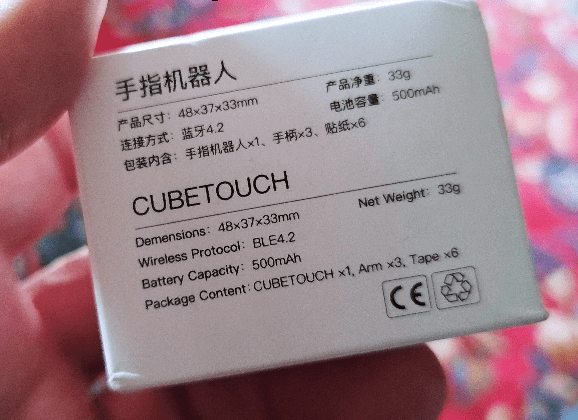 手指机器人
产品尺寸：48×37×33mm 产品净重：33g
连接方式：蓝牙4.2 电池容量：500mAh
包装内含：手指机器人×1、手柄×3、贴纸×6
CUBETOUCH
Demensions：48×37×33mm Net Weight：33g
Wireless Protocol：BLE4.2
Battery Capacity：500mAh
Package Content：CUBETOUCH ×1, Arm ×3, Tape ×6
CE